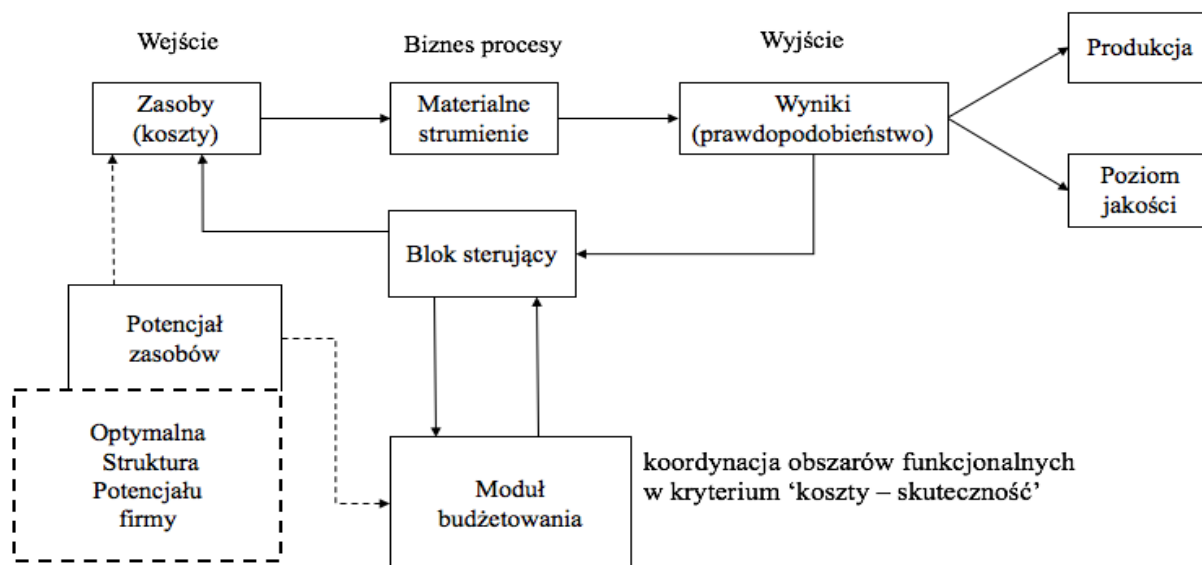 Wejście
Biznes procesy
Wyjście
Produkcja
Zasoby
(koszty)
Materialne
strumienie
Wyniki
(prawdopodobieństwo)
Poziom
jakości
Blok sterujący
Potencjał
zasobów
Optymalna
Struktura
Potencjału
firmy
Moduł
budżetowania
koordynacja obszarów funkcjonalnych
w kryterium ‘koszty – skuteczność’